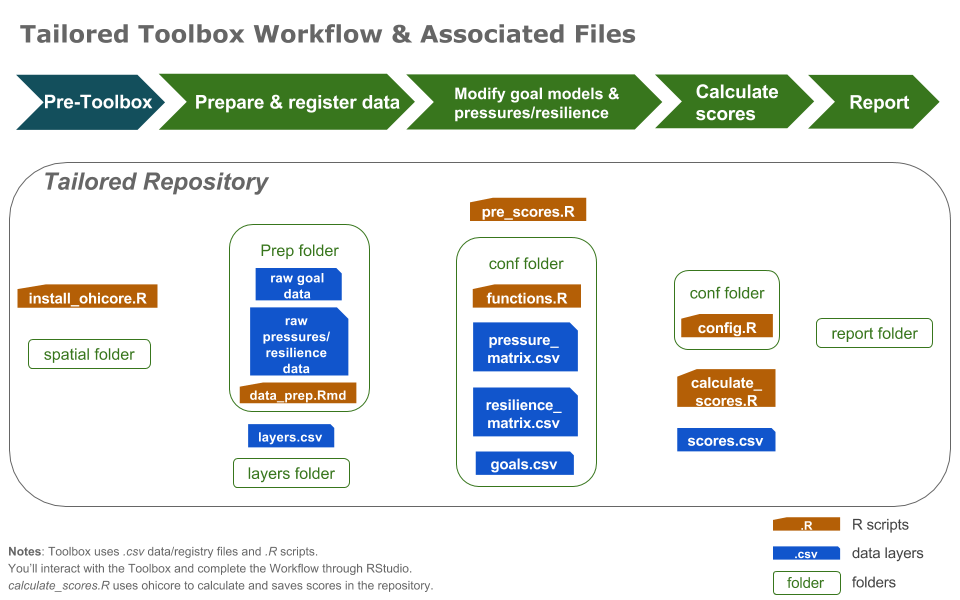 Tailored Toolbox Workflow & Associated Files
Pre-Toolbox
Prepare & register data
Modify goal models &
pressures/resilience
Calculate
scores
Report
Tailored Repository
install_ohicore.R
spatial folder
Prep folder
raw goal
data
raw
pressures/
resilience
data
data_prep.Rmd
layers.csv
layers folder
pre_scores.R
conf folder
functions.R
pressure_
matrix.csv
resilience_
matrix.csv
goals.csv
conf folder
config.R
calculate_
scores.R
scores.csv
report folder
.R
R scripts
.csv
data layers
folder
folders
Notes: Toolbox uses .csv data/registry files and .R scripts.
You’ll interact with the Toolbox and complete the Workflow through RStudio.
calculate_scores.R uses ohicore to calculate and saves scores in the repository.